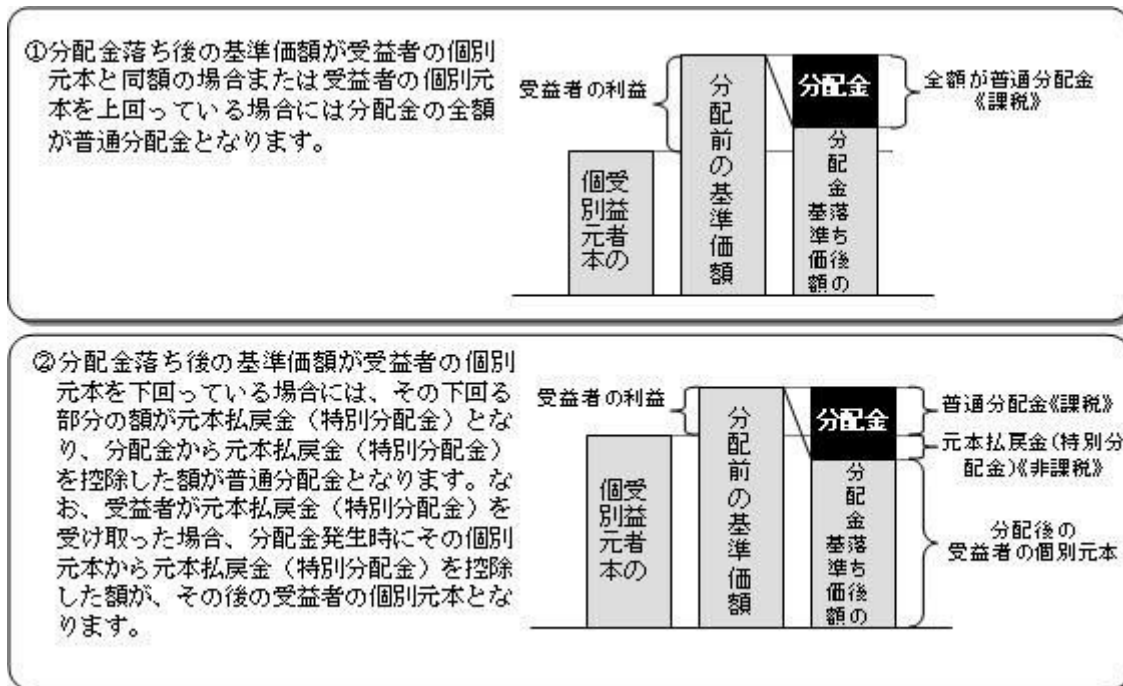 ①分配金落ち後の基準価額が受益者の個別
元本と同額の場合または受益者の個別元
本を上回っている場合には分配金の全額
が普通分配金となります。
受益者の利益
受益者の
個別元本
分配前の基準価額
分配金
分配金落ち後の
基準価額
全額が普通分配金
《課税》
②分配金落ち後の基準価額が受益者の個別
元本を下回っている場合には、その下回る
部分の額が元本払戻金(特別分配金)とな
り、分配金から元本払戻金(特別分配金)
を控除した額が普通分配金となります。な
お、受益者が元本払戻金(特別分配金)を
受け取った場合、分配金発生時にその個別
元本から元本払戻金(特別分配金)を控除
した額が、その後の受益者の個別元本とな
ります。
受益者の利益
受益者の
個別元本
分配前の基準価額
分配金
分配金落ち後の
基準価額
普通分配金《課税》
元本払戻金(特別分
配金)《非課税》
分配後の
受益者の個別元本